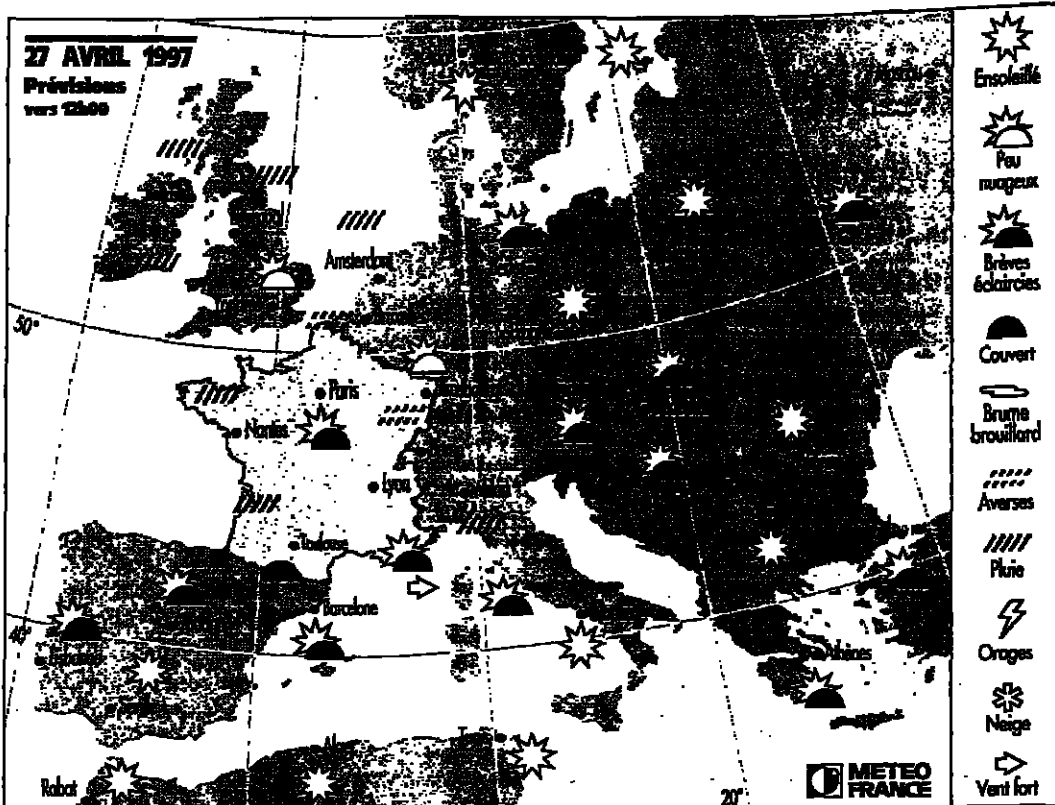 27 AVRIL 1997
Prévisions
vers 12h00
Amsterdam
50°
Paris
Nantes
Lyon
Toulouse
Barcelone
40°
Athènes
Rabat
20°
METEO
FRANCE
Ensoleillé
Peu
nuageux
Brèves
éclaircies
Couvert
Brume
brouillard
Averses
Pluie
Orages
Neige
Vent fort